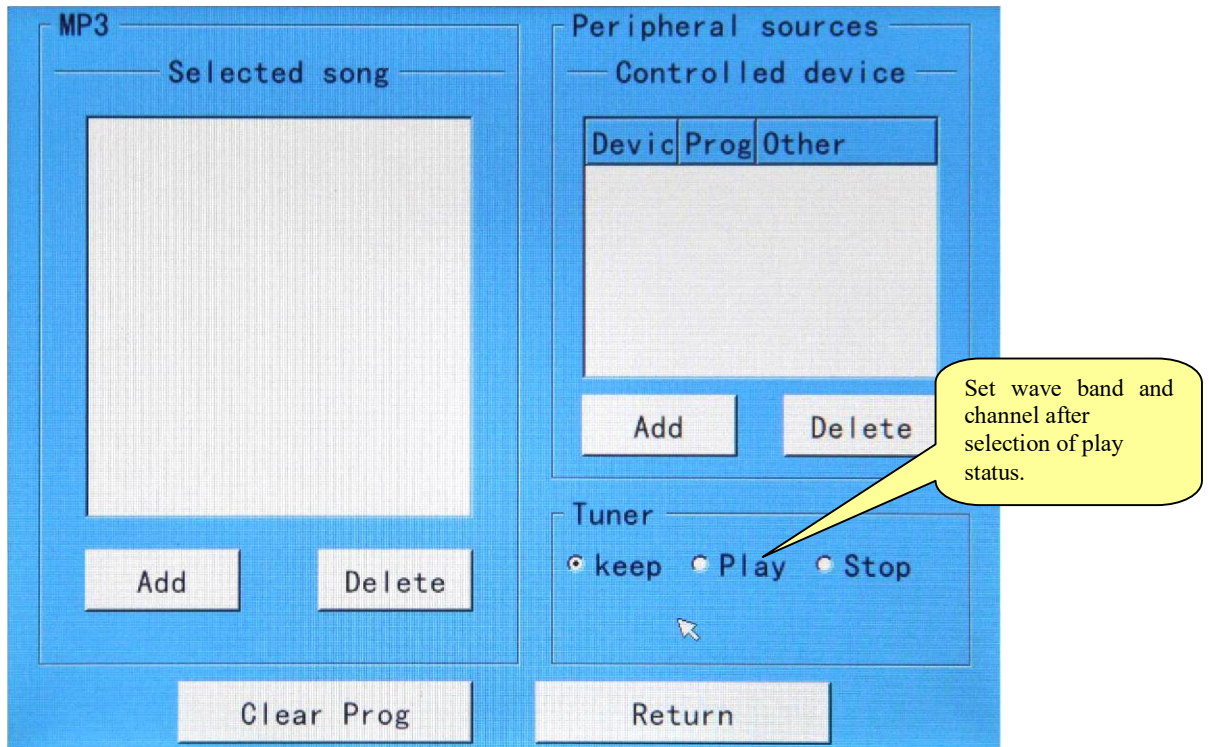 MP3
Selected song
Add
Delete
Peripheral sources
Controlled device
Devic Prog Other
Add
Delete
Set wave band and
channel after
selection of play
status.
Tuner
keep Play Stop
Clear Prog
Return